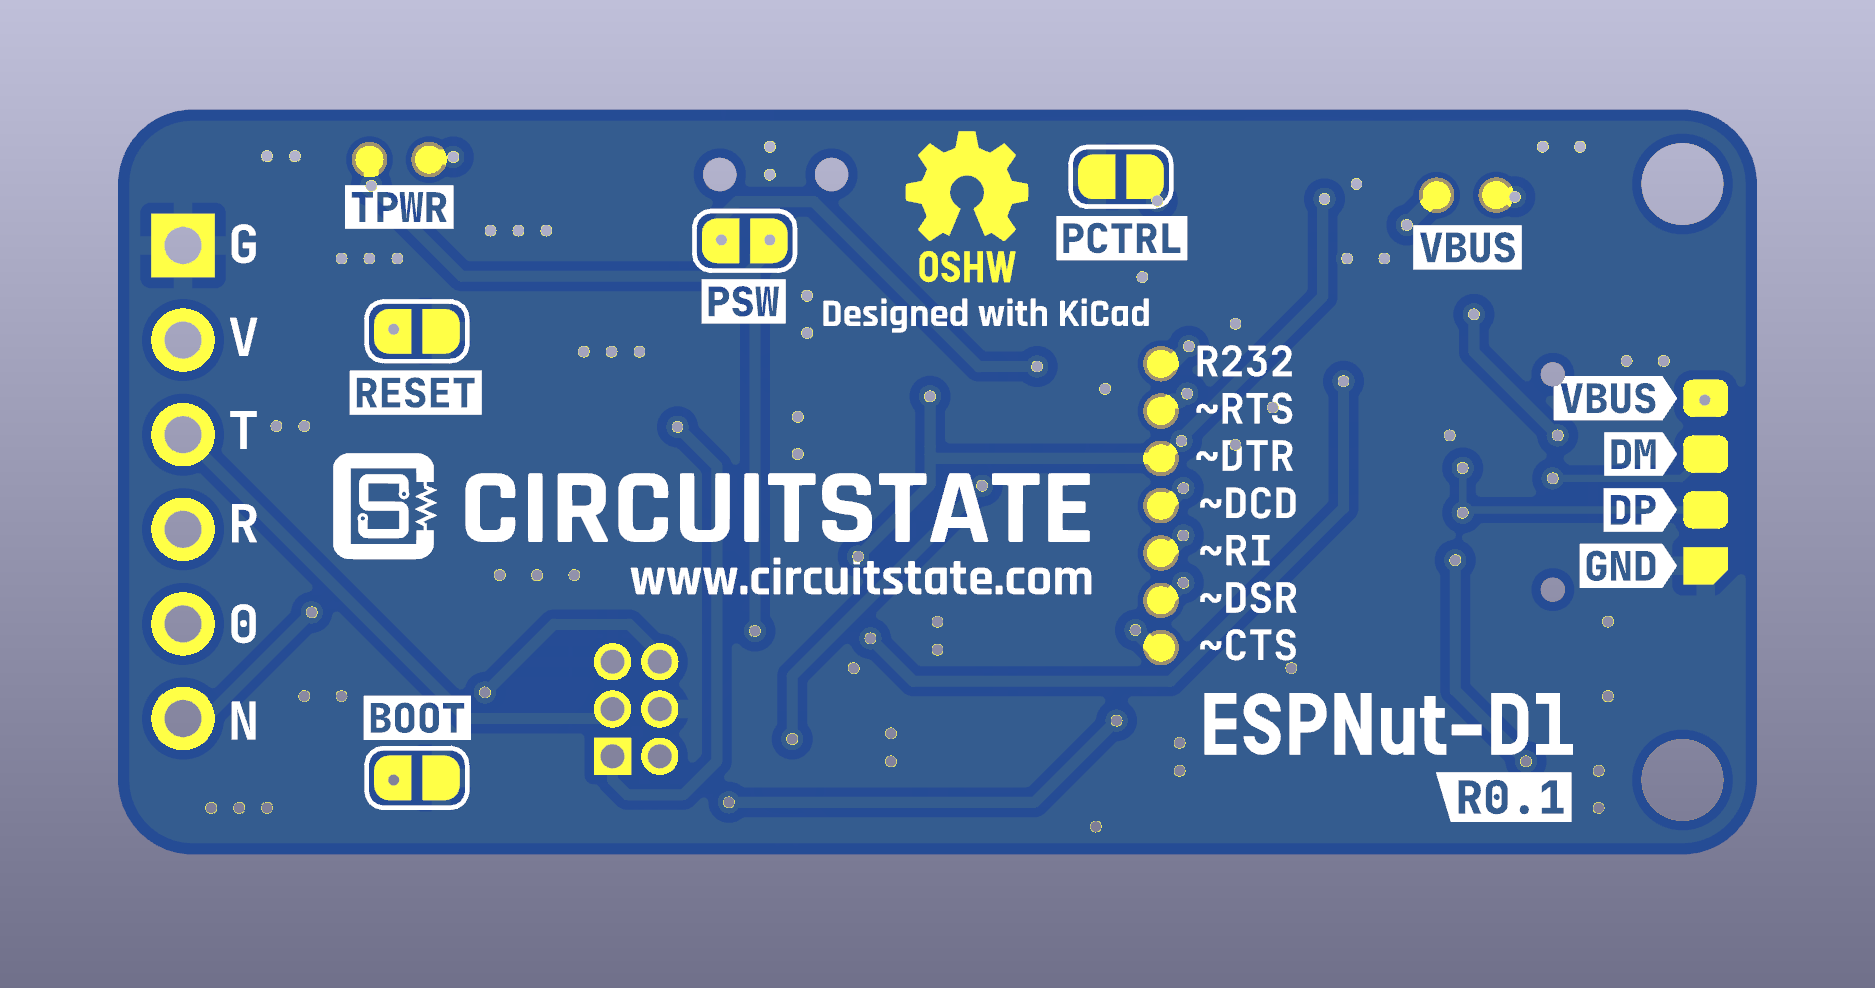 TPWR
G
V
T
R
0
N
RESET
BOOT
PSW
OSHW
Designed with KiCad
PCTRL
VBUS
R232
~RTS
~DTR
~DCD
~RI
~DSR
~CTS
VBUS
DM
DP
GND
CIRCUITSTATE
www.circuitstate.com
ESPNut-D1
R0.1